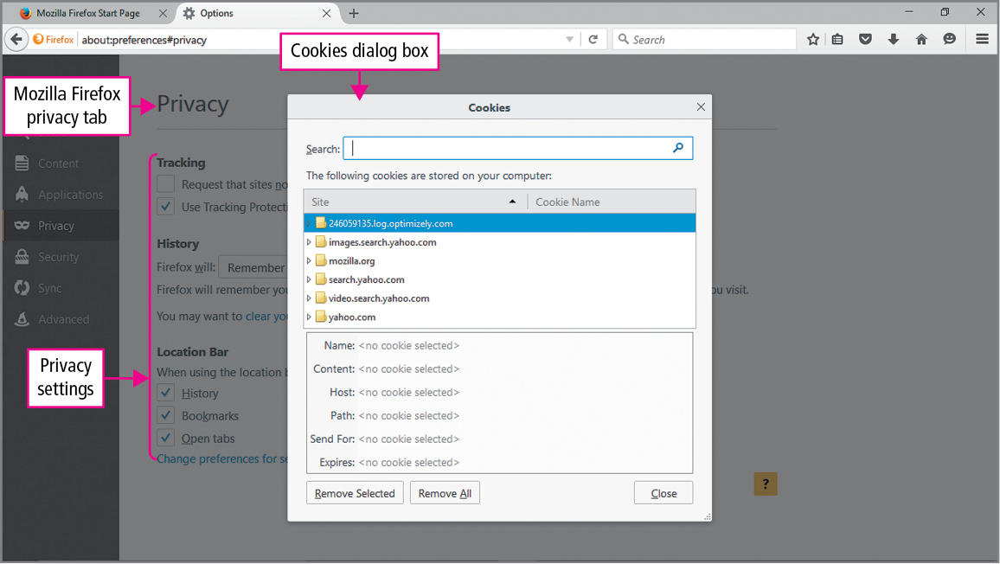 Mozilla Firefox Start Page
Options
Firefox
about:preferences#privacy
Search
Cookies dialog box
Mozilla Firefox
privacy tab
Privacy
Content
Applications
Privacy
Security
Sync
Advanced
Privacy
settings
Tracking
Request that sites no
Use Tracking Protecti
History
Firefox will: Remember
Firefox will remember you
ou visit.
You may want to clear you
Location Bar
When using the location b
History
Bookmarks
Open tabs
Change preferences for se
?
Cookies
Search:
The following cookies are stored on your computer:
Site Cookie Name
246059135.log.optimizely.com
images.search.yahoo.com
mozilla.org
search.yahoo.com
video.search.yahoo.com
yahoo.com
Name: <no cookie selected>
Content: <no cookie selected>
Host: <no cookie selected>
Path: <no cookie selected>
Send For: <no cookie selected>
Expires: <no cookie selected>
Remove Selected Remove All Close